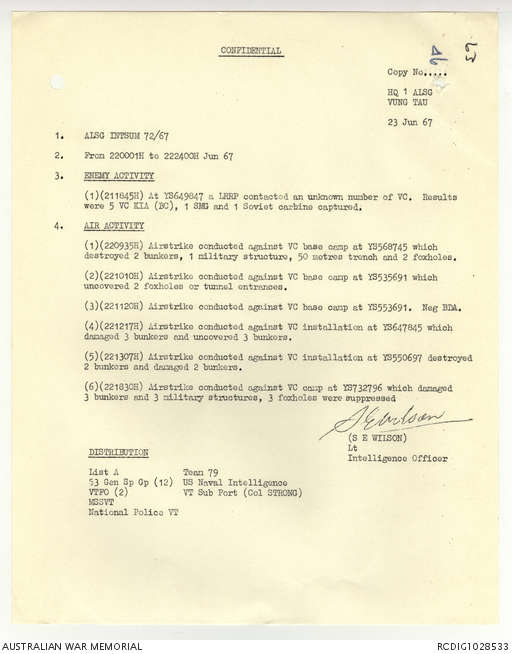 CONFIDENTIAL
46
63
Copy No.....
HQ 1 ALSG
VUNG TAU
23 Jun 67
1. ALSG INTSUM 72/67
2. From 220001H to 222400H Jun 67
3. ENEMY ACTIVITY
(1)(211845H) At YS649847 a LRRP contacted an unknown number of VC. Results
were 5 VC KIA (BC), 1 SMG and 1 Soviet carbine captured.
4. AIR ACTIVITY
(1)(220935H) Airstrike conducted against VC base camp at YS568745 which
destroyed 2 bunkers, 1 military structure, 50 metres trench and 2 foxholes.
(2)(221010H) Airstrike conducted against VC base camp at YS535691 which
uncovered 2 foxholes or tunnel entrances.
(3)(221120H) Airstrike conducted against VC base camp at YS553691. Neg BDA.
(4)(221217H) Airstrike conducted against VC installation at YS647845 which
damaged 3 bunkers and uncovered 3 bunkers.
(5)(221307H) Airstrike conducted against VC installation at YS550697 destroyed
2 bunkers and damaged 2 bunkers.
(6)(221830H) Airstrike conducted against VC camp at YS732796 which damaged
3 bunkers and 3 military structures, 3 foxholes were suppressed
S E Wilson
(S E WILSON)
Lt
Intelligence Officer
DISTRIBUTION
List A Team 79
53 Gen Sp Gp (12) US Naval Intelligence
VTFO (2) VT Sub Port (Col STRONG)
MSSVT
National Police VT
AUSTRALIAN WAR MEMORIAL RCDIG1028533